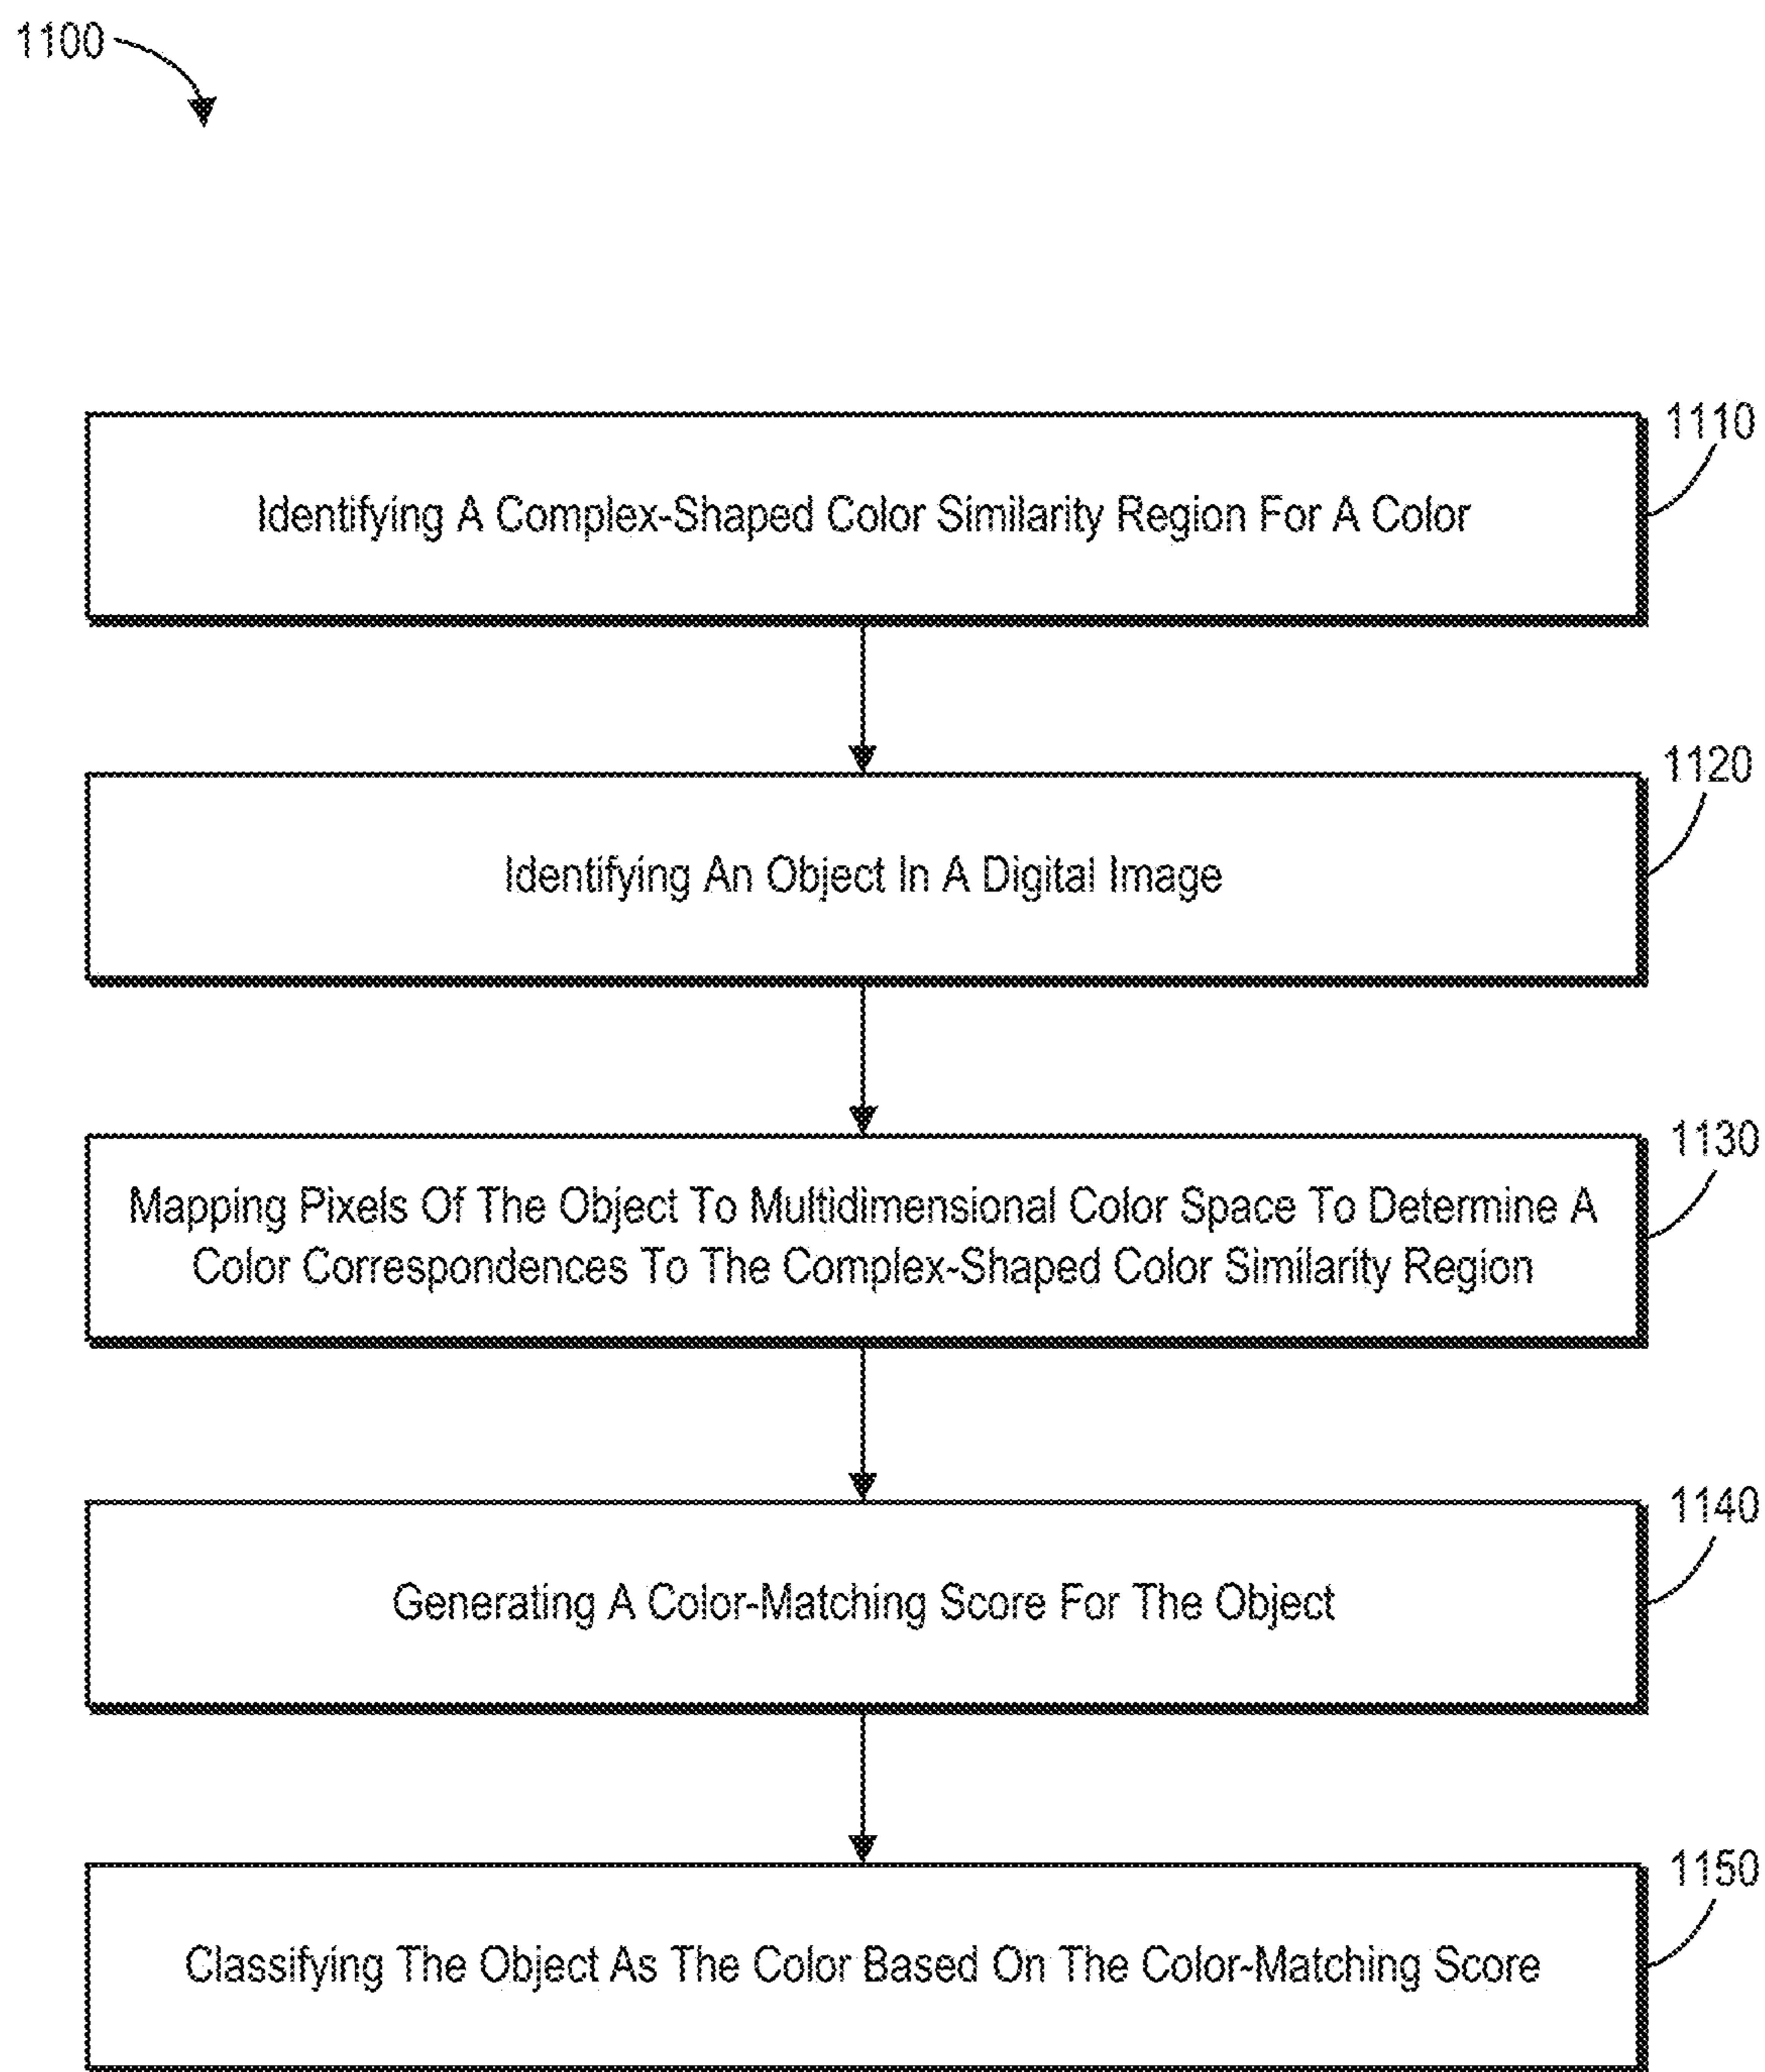 1100
1110
Identifying A Complex-Shaped Color Similarity Region For A Color
1120
Identifying An Object In A Digital Image
1130
Mapping Pixels Of The Object To Multidimensional Color Space To Determine A
Color Correspondences To The Complex-Shaped Color Similarity Region
1140
Generating A Color-Matching Score For The Object
1150
Classifying The Object As The Color Based On The Color-Matching Score